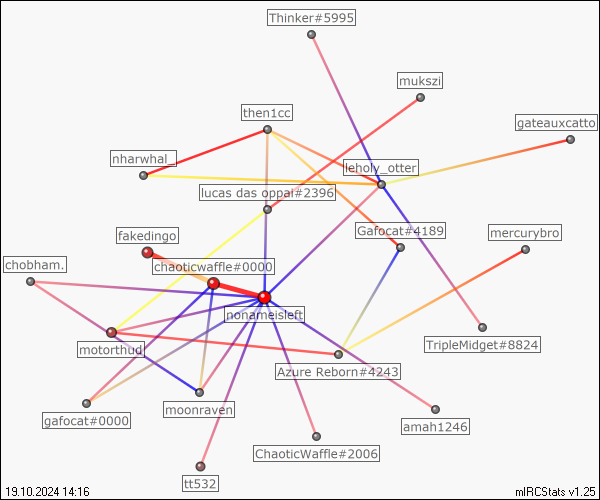 Thinker#5995
mukszi
then1cc
gateauxcatto
nharwhal_
leholy_otter
lucas das oppai#2396
Gafocat#4189
mercurybro
fakedingo
chobham.
chaoticwaffle#0000
nonameisleft
motorthud
TripleMidget#8824
Azure Reborn#4243
gafocat#0000
moonraven
amah1246
ChaoticWaffle#2006
tt532
19.10.2024 14:16
mIRCStats v1.25